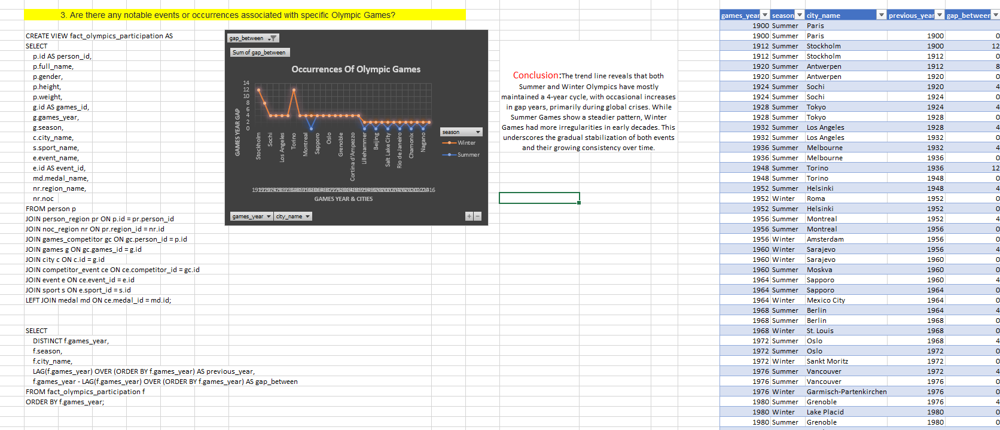 3. Are there any notable events or occurrences associated with specific Olympic Games?
CREATE VIEW fact_olympics_participation AS
SELECT
p.id AS person_id,
p.full_name,
p.gender,
p.height,
p.weight,
g.id AS games_id,
g.games_year,
g.season,
c.city_name,
s.sport_name,
e.event_name,
e.id AS event_id,
md.medal_name,
nr.region_name,
nr.noc
FROM person p
JOIN person_region pr ON p.id = pr.person_id
JOIN noc_region nr ON pr.region_id = nr.id
JOIN games_competitor gc ON gc.person_id = p.id
JOIN games g ON gc.games_id = g.id
JOIN city c ON c.id = g.id
JOIN competitor_event ce ON ce.competitor_id = gc.id
JOIN event e ON ce.event_id = e.id
JOIN sport s ON e.sport_id = s.id
LEFT JOIN medal md ON ce.medal_id = md.id;
SELECT
DISTINCT f.games_year,
f.season,
f.city_name,
LAG(f.games_year) OVER (ORDER BY f.games_year) AS previous_year,
f.games_year - LAG(f.games_year) OVER (ORDER BY f.games_year) AS gap_between
FROM fact_olympics_participation f
ORDER BY f.games_year;
gap_between
Sum of gap_between
Occurrences Of Olympic Games
GAMES YEAR GAP
14
12
10
8
6
4
2
0
Stockholm
Sochi
Los Angeles
Torino
Montreal
Sapporo
Oslo
Grenoble
Cortina d'Ampezzo
Lillehammer
Beijing
Salt Lake City
Rio de Janeiro
Chamonix
Nagano
GAMES YEAR & CITIES
season
Winter
Summer
games_year city_name
+ −
Conclusion:The trend line reveals that both
Summer and Winter Olympics have mostly
maintained a 4-year cycle, with occasional increases
in gap years, primarily during global crises. While
Summer Games show a steadier pattern, Winter
Games had more irregularities in early decades. This
underscores the gradual stabilization of both events
and their growing consistency over time.
games_year season city_name previous_year gap_between
1900 Summer Paris
1900 Summer Paris 1900 0
1912 Summer Stockholm 1900 12
1912 Summer Stockholm 1912 0
1920 Summer Antwerpen 1912 8
1920 Summer Antwerpen 1920 0
1924 Summer Sochi 1920 4
1924 Summer Sochi 1924 0
1928 Summer Tokyo 1924 4
1928 Summer Tokyo 1928 0
1932 Summer Los Angeles 1928 4
1932 Summer Los Angeles 1932 0
1936 Summer Melbourne 1932 4
1936 Summer Melbourne 1936 0
1948 Summer Torino 1936 12
1948 Summer Torino 1948 0
1952 Summer Helsinki 1948 4
1952 Winter Roma 1952 0
1952 Summer Helsinki 1952 0
1956 Summer Montreal 1952 4
1956 Summer Montreal 1956 0
1956 Winter Amsterdam 1956 0
1960 Winter Sarajevo 1956 4
1960 Winter Sarajevo 1960 0
1960 Summer Moskva 1960 0
1964 Summer Sapporo 1960 4
1964 Summer Sapporo 1964 0
1964 Winter Mexico City 1964 0
1968 Summer Berlin 1964 4
1968 Summer Berlin 1968 0
1968 Winter St. Louis 1968 0
1972 Summer Oslo 1968 4
1972 Summer Oslo 1972 0
1972 Winter Sankt Moritz 1972 0
1976 Summer Vancouver 1972 4
1976 Summer Vancouver 1976 0
1976 Winter Garmisch-Partenkirchen 1976 0
1980 Summer Grenoble 1976 4
1980 Winter Lake Placid 1980 0
1980 Summer Grenoble 1980 0